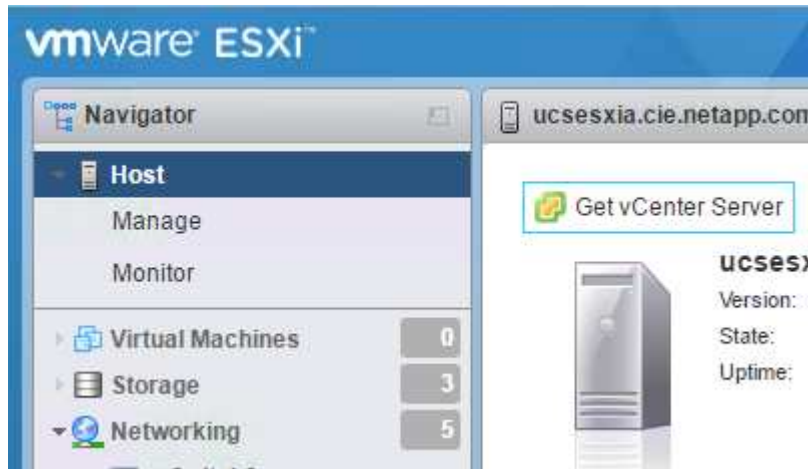 vmware ESXi™
Navigator
ucsesxia.cie.netapp.com
Host
Manage
Monitor
Get vCenter Server
Version:
State:
Uptime:
Virtual Machines 0
Storage 3
Networking 5